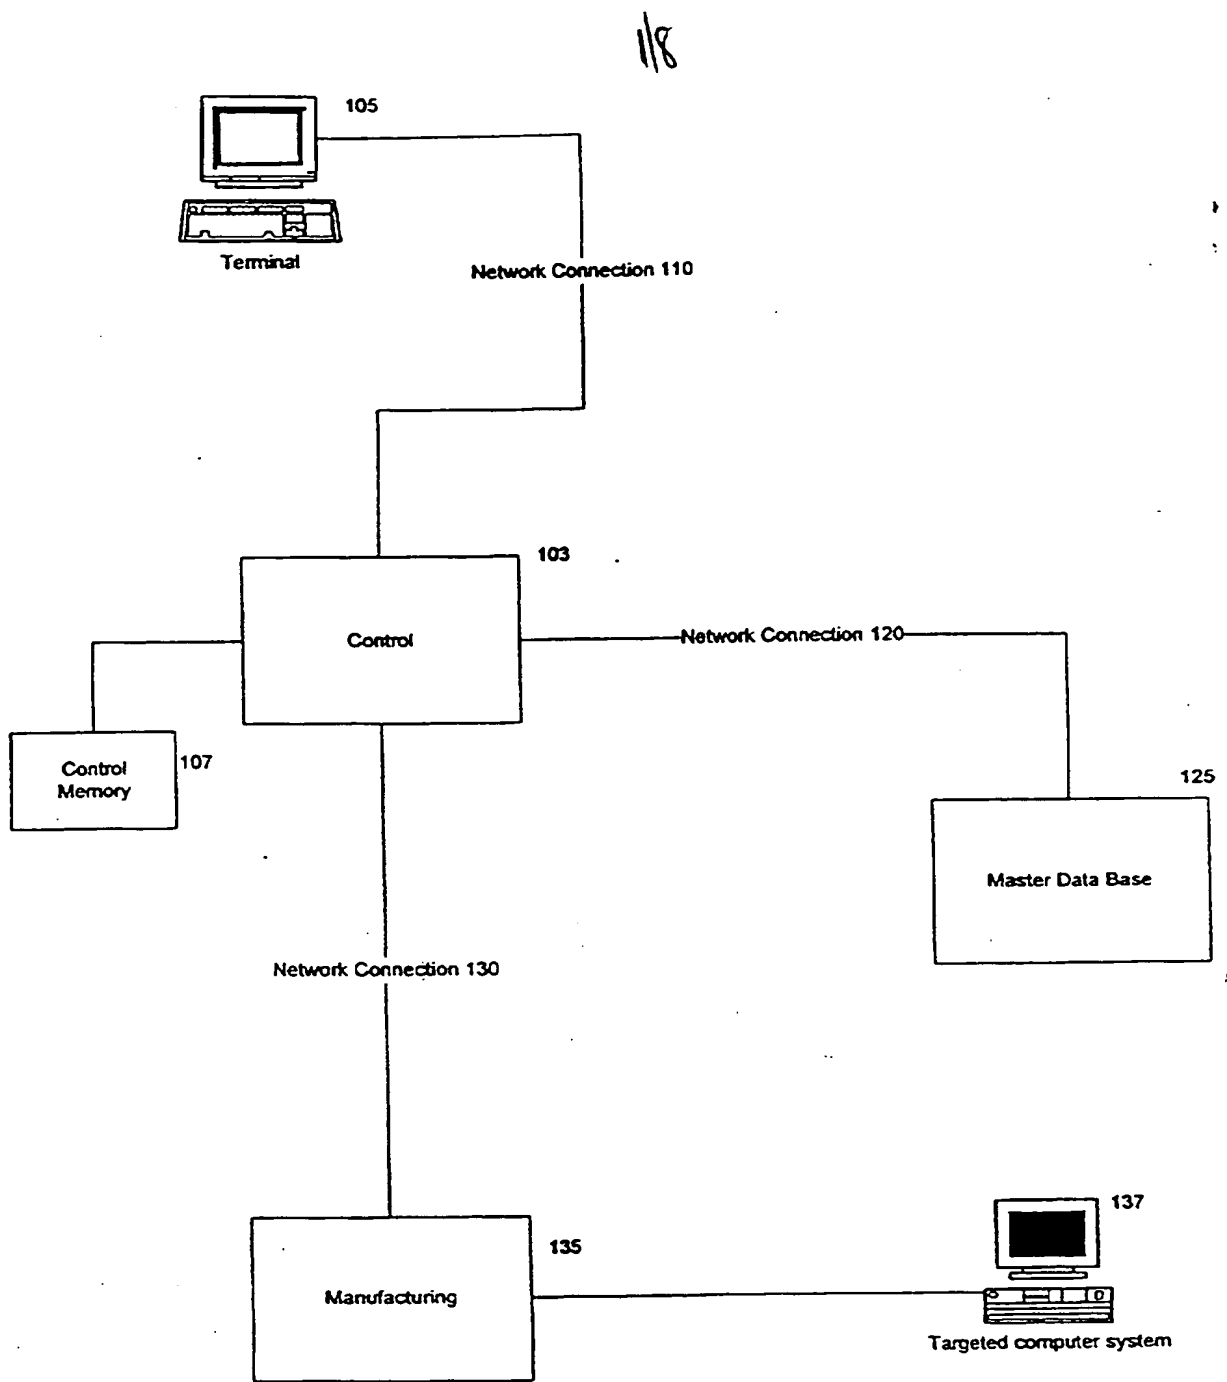 1/8
105
Terminal
Network Connection 110
103
Control
Network Connection 120
Control
Memory
107
125
Master Data Base
Network Connection 130
137
135
Manufacturing
Targeted computer system